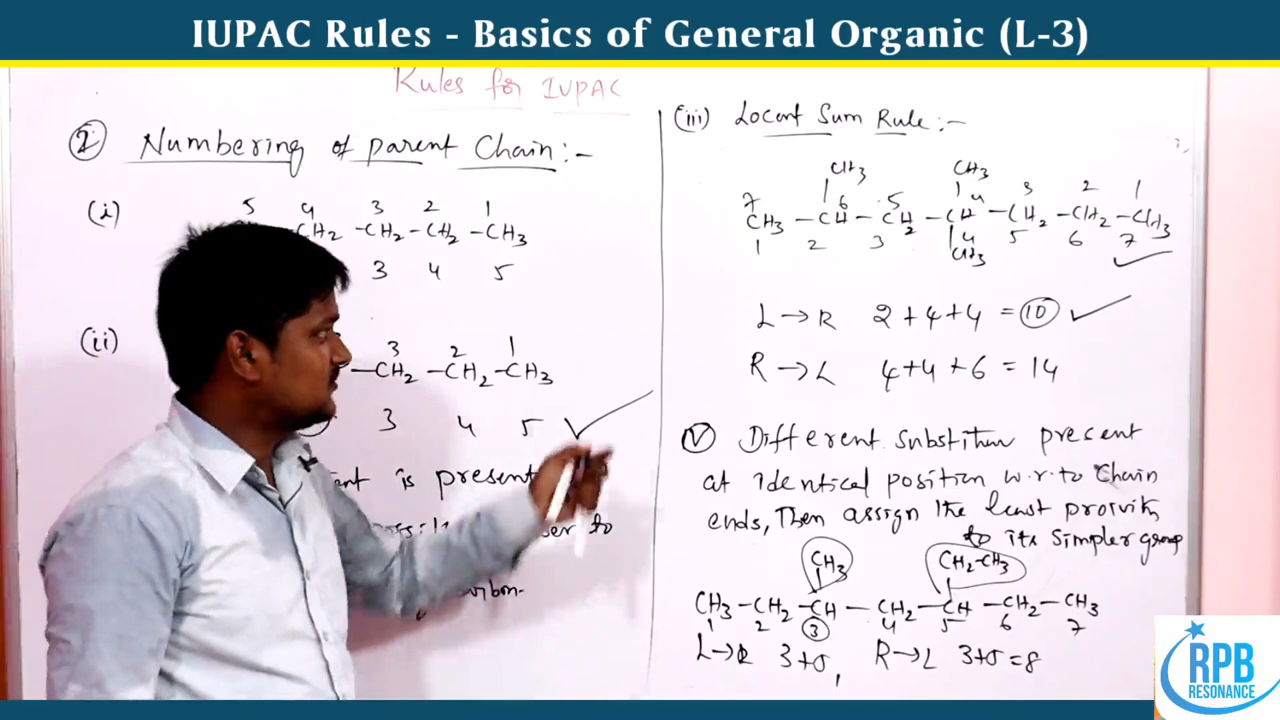 IUPAC Rules - Basics of General Organic (L-3)
Rules for IUPAC
2 Numbering of parent Chain:-
(i)
5 4 3 2 1
CH2 - CH2 - CH2 - CH3
3 4 5
(ii)
3 2 1
- CH2 - CH2 - CH3
3 4 5 ✓
is present
to
(iii) Locant Sum Rule:-
CH3 CH3
7 6 5 4 3 2 1
CH3 - CH - CH2 - CH - CH2 - CH2 - CH3
1 2 3 4 5 6 7
CH3 ✓
L → R 2+4+4 = 10 ✓
R → L 4+4+6 = 14
V Different substitun present
at identical position w.r.to Chain
ends, Then assign the least proivity
to its simpler group
CH3 CH2-CH3
CH3 - CH2 - CH - CH2 - CH - CH2 - CH3
1 2 3 4 5 6 7
L → R 3+5, R → L 3+5 = 8
RPB
RESONANCE